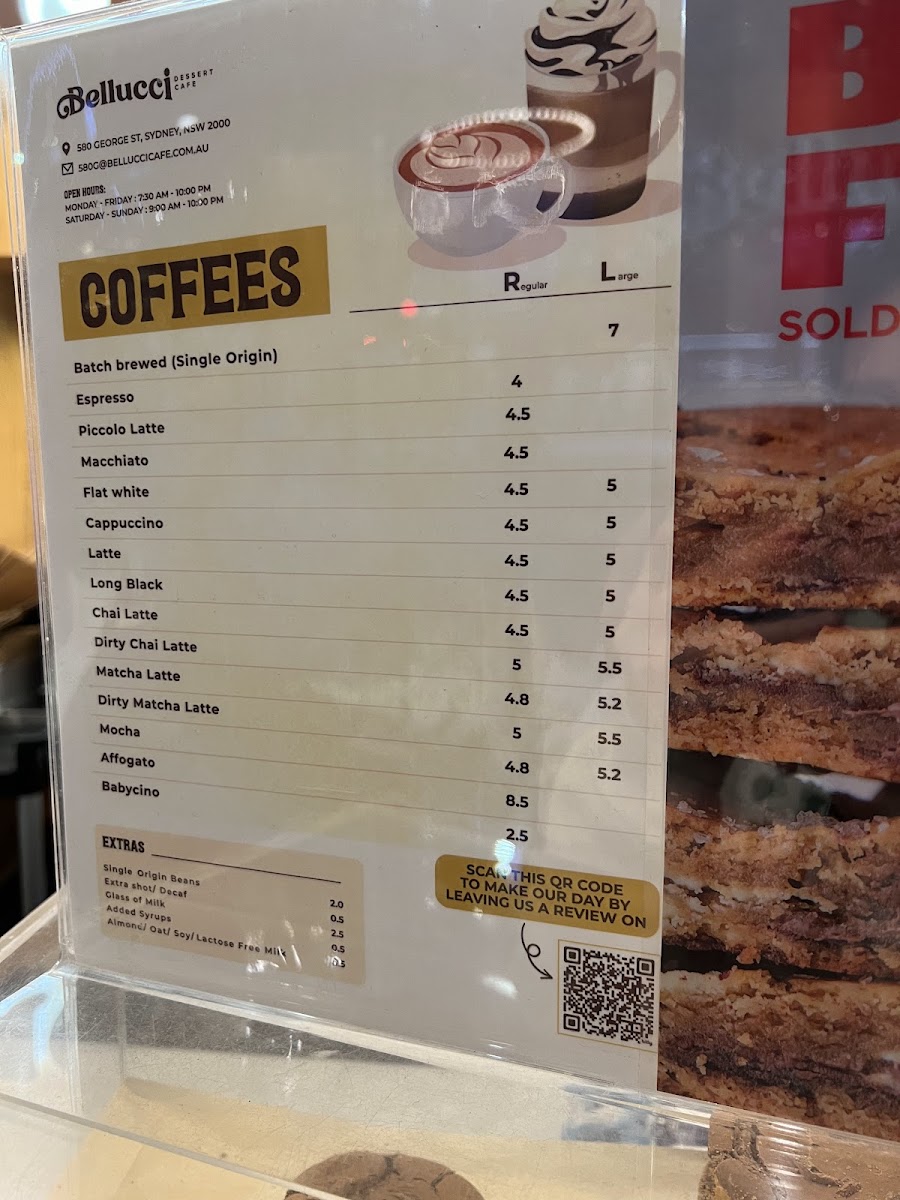 Bellucci DESSERT CAFE
580 GEORGE ST, SYDNEY, NSW 2000
580G@BELLUCCICAFE.COM.AU
OPEN HOURS:
MONDAY - FRIDAY : 7:30 AM - 10:00 PM
SATURDAY - SUNDAY : 9:00 AM - 10:00 PM
COFFEES
Regular Large
Batch brewed (Single Origin) 7
Espresso 4
Piccolo Latte 4.5
Macchiato 4.5
Flat white 4.5 5
Cappuccino 4.5 5
Latte 4.5 5
Long Black 4.5 5
Chai Latte 4.5 5
Dirty Chai Latte 5 5.5
Matcha Latte 4.8 5.2
Dirty Matcha Latte 5 5.5
Mocha 4.8 5.2
Affogato 8.5
Babycino 2.5
EXTRAS
Single Origin Beans 2.0
Extra shot/ Decaf 0.5
Glass of Milk 2.5
Added Syrups 0.5
Almond/ Oat/ Soy/ Lactose Free Milk 0.5
SCAN THIS QR CODE
TO MAKE OUR DAY BY
LEAVING US A REVIEW ON
B
F
SOLD